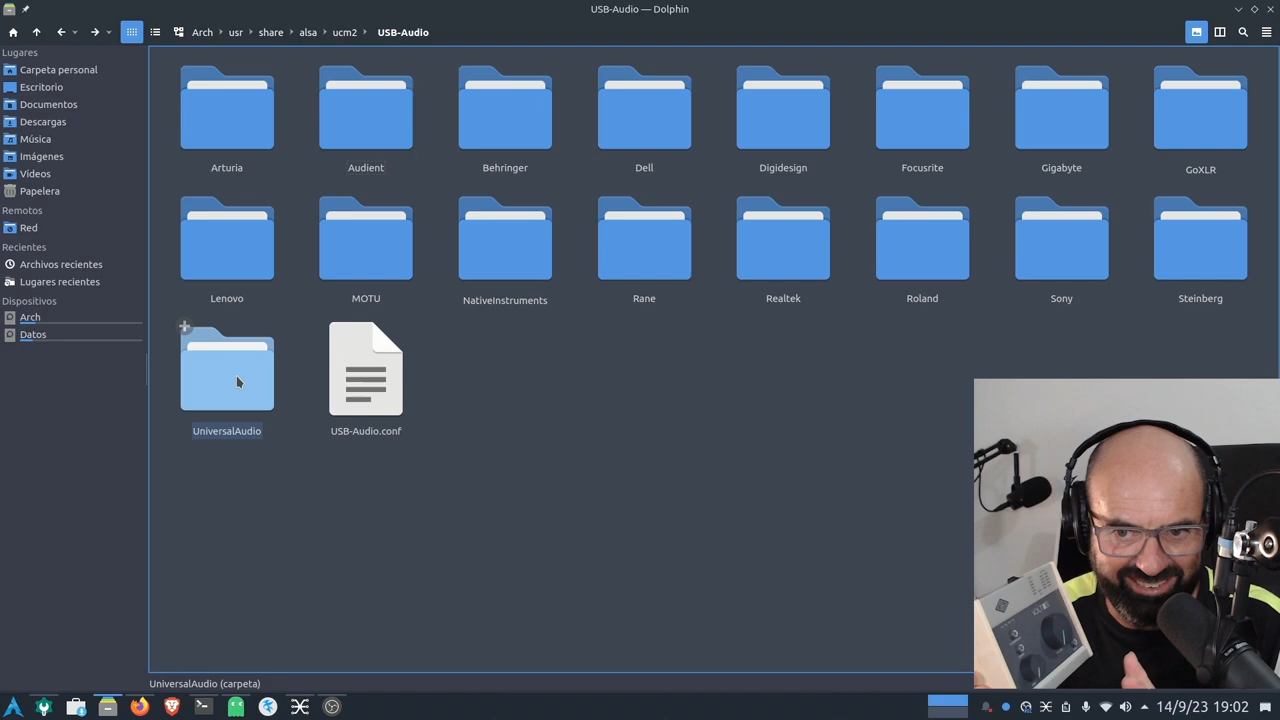 USB-Audio — Dolphin
Arch > usr > share > alsa > ucm2 > USB-Audio
Lugares
Carpeta personal
Escritorio
Documentos
Descargas
Música
Imágenes
Vídeos
Papelera
Remotos
Red
Recientes
Archivos recientes
Lugares recientes
Dispositivos
Arch
Datos
Arturia
Audient
Behringer
Dell
Digidesign
Focusrite
Gigabyte
GoXLR
Lenovo
MOTU
NativeInstruments
Rane
Realtek
Roland
Sony
Steinberg
UniversalAudio
USB-Audio.conf
VOLT
UniversalAudio (carpeta)
14/9/23 19:02